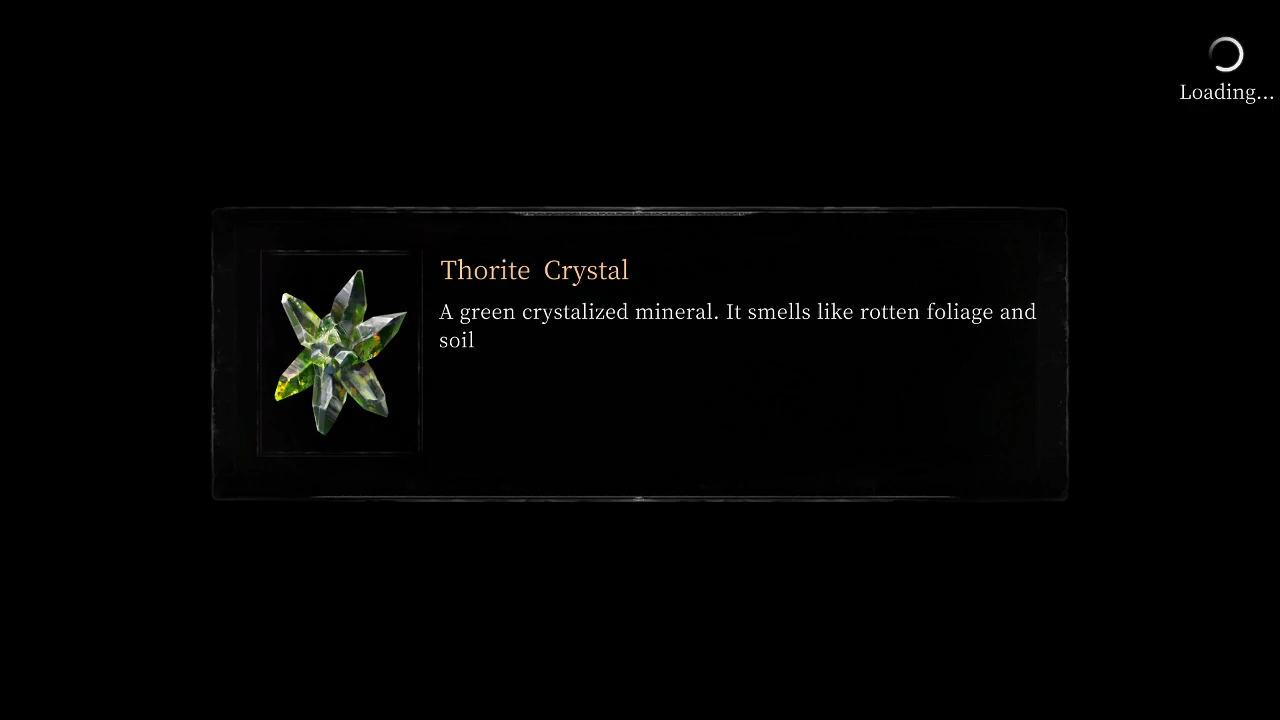 Loading...
Thorite Crystal
A green crystalized mineral. It smells like rotten foliage and
soil